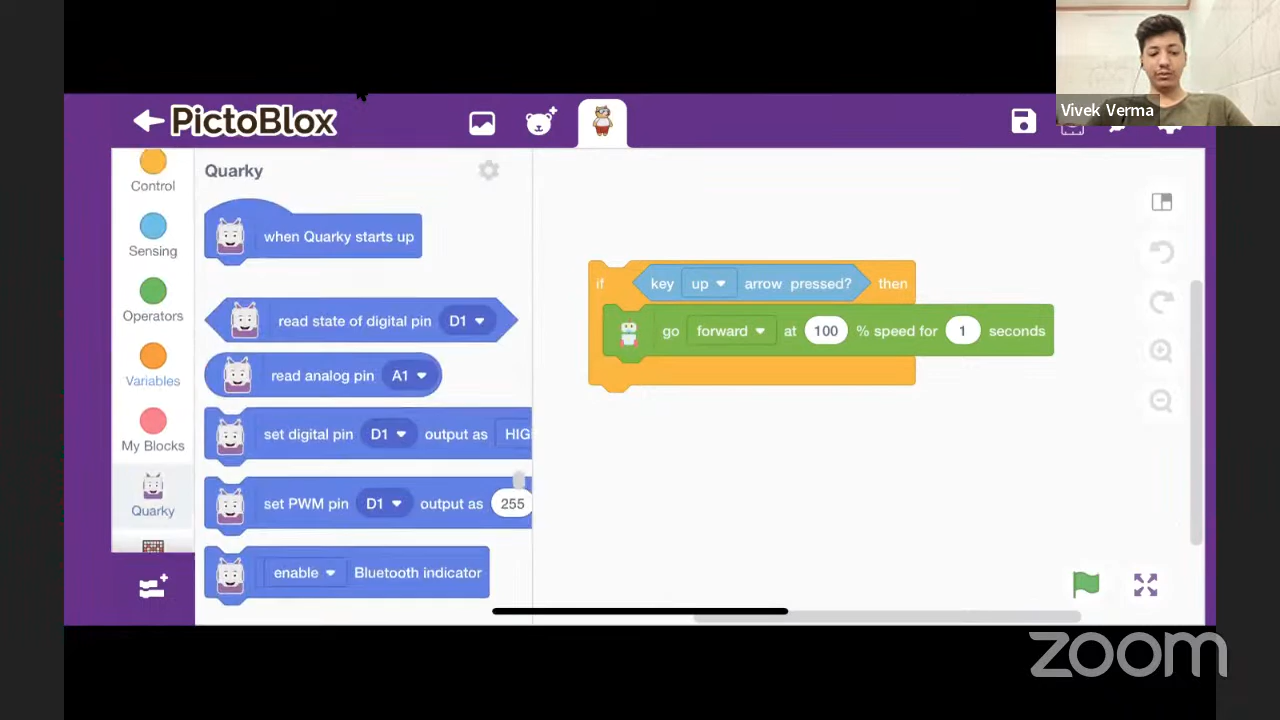 Vivek Verma
PictoBlox
Control
Sensing
Operators
Variables
My Blocks
Quarky
Quarky
when Quarky starts up
read state of digital pin D1
read analog pin A1
set digital pin D1 output as HIG
set PWM pin D1 output as 255
enable Bluetooth indicator
if key up arrow pressed? then
go forward at 100 % speed for 1 seconds
zoom